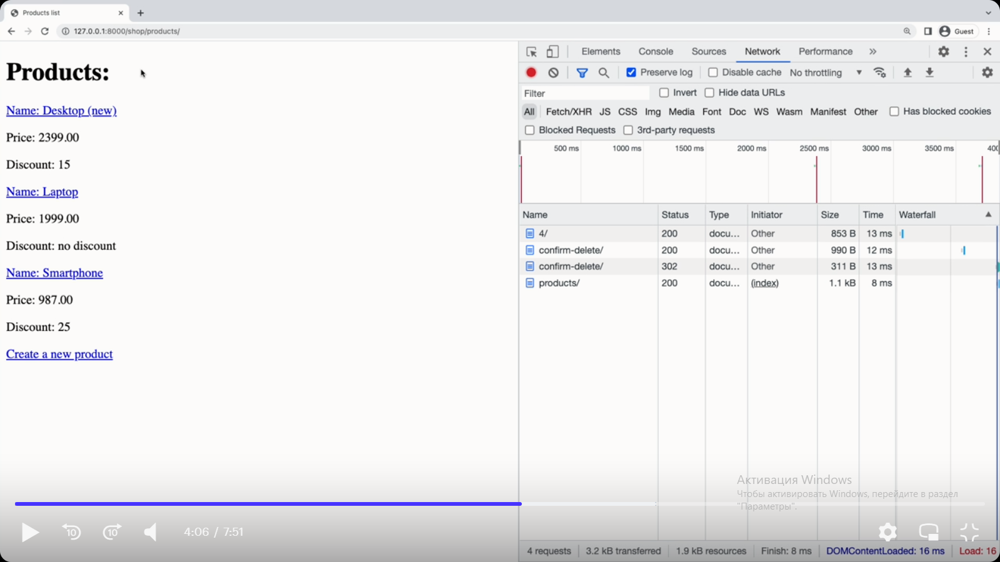 Products list
127.0.0.1:8000/shop/products/
Guest
Products:
Name: Desktop (new)
Price: 2399.00
Discount: 15
Name: Laptop
Price: 1999.00
Discount: no discount
Name: Smartphone
Price: 987.00
Discount: 25
Create a new product
Elements Console Sources Network Performance
Preserve log Disable cache No throttling
Filter Invert Hide data URLs
All Fetch/XHR JS CSS Img Media Font Doc WS Wasm Manifest Other Has blocked cookies
Blocked Requests 3rd-party requests
500 ms 1000 ms 1500 ms 2000 ms 2500 ms 3000 ms 3500 ms 400
Name Status Type Initiator Size Time Waterfall
4/ 200 docu... Other 853 B 13 ms
confirm-delete/ 200 docu... Other 990 B 12 ms
confirm-delete/ 302 docu... Other 311 B 13 ms
products/ 200 docu... (index) 1.1 kB 8 ms
Активация Windows
Чтобы активировать Windows, перейдите в раздел
"Параметры".
10 10 4:06 / 7:51
4 requests 3.2 kB transferred 1.9 kB resources Finish: 8 ms DOMContentLoaded: 16 ms Load: 16